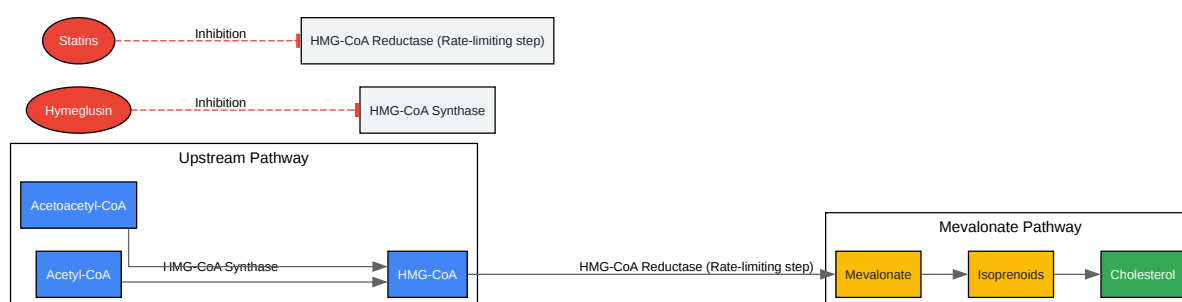 Statins
Inhibition
HMG-CoA Reductase (Rate-limiting step)
Hymeglusin
Inhibition
HMG-CoA Synthase
Upstream Pathway
Acetoacetyl-CoA
Acetyl-CoA
HMG-CoA Synthase
HMG-CoA
HMG-CoA Reductase (Rate-limiting step)
Mevalonate Pathway
Mevalonate
Isoprenoids
Cholesterol